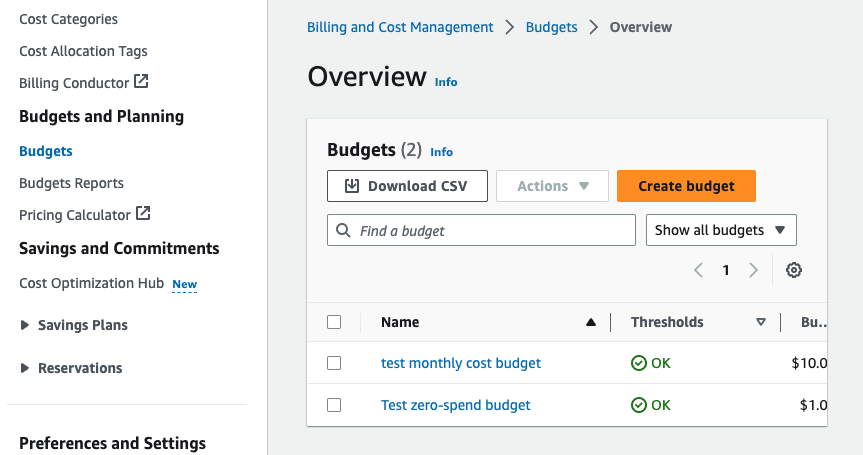 Cost Categories
Cost Allocation Tags
Billing Conductor
Budgets and Planning
Budgets
Budgets Reports
Pricing Calculator
Savings and Commitments
Cost Optimization Hub New
Savings Plans
Reservations
Preferences and Settings
Billing and Cost Management > Budgets > Overview
Overview Info
Budgets (2) Info
Download CSV Actions Create budget
Find a budget Show all budgets
1
Name Thresholds Bu..
test monthly cost budget OK $10.0
Test zero-spend budget OK $1.0